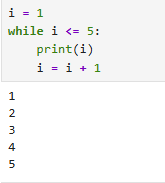 i = 1
while i <= 5:
    print(i)
    i = i + 1
1
2
3
4
5